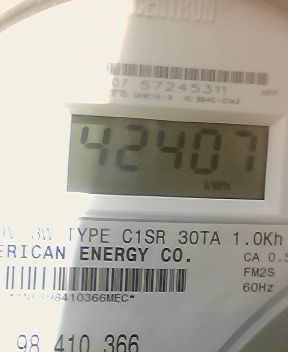 CENTRON®
07 57245311
42407
kWh
3W TYPE C1SR 30TA 1.0Kh
ERICAN ENERGY CO. CA 0.5
FM2S
60Hz
98 410 366